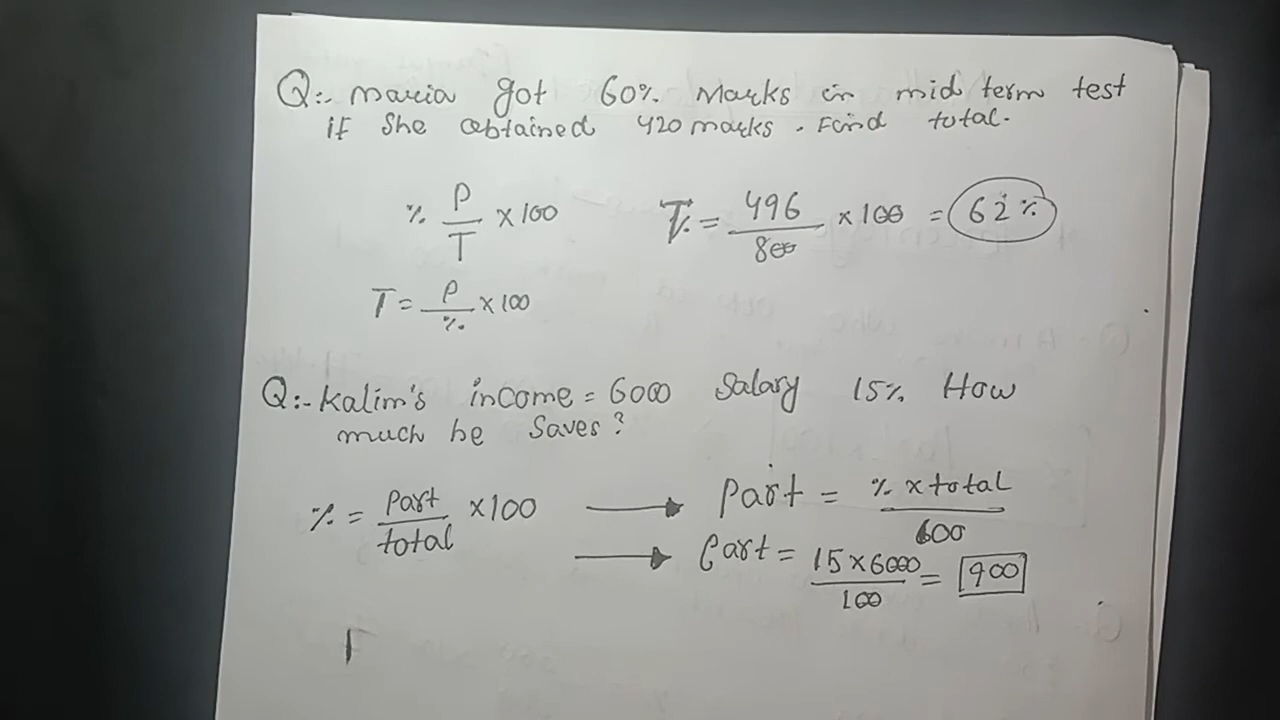 Q:- Maria got 60% Marks in mid term test
if she obtained 420 marks. Find total.
% P/T × 100
T% = 496/800 × 100 = 62%
T = P/% × 100
Q:- Kalim's income = 6000 Salary 15% How
much he Saves?
% = Part/total × 100 → Part = % × total/600
→ Part = 15 × 6000/100 = 900